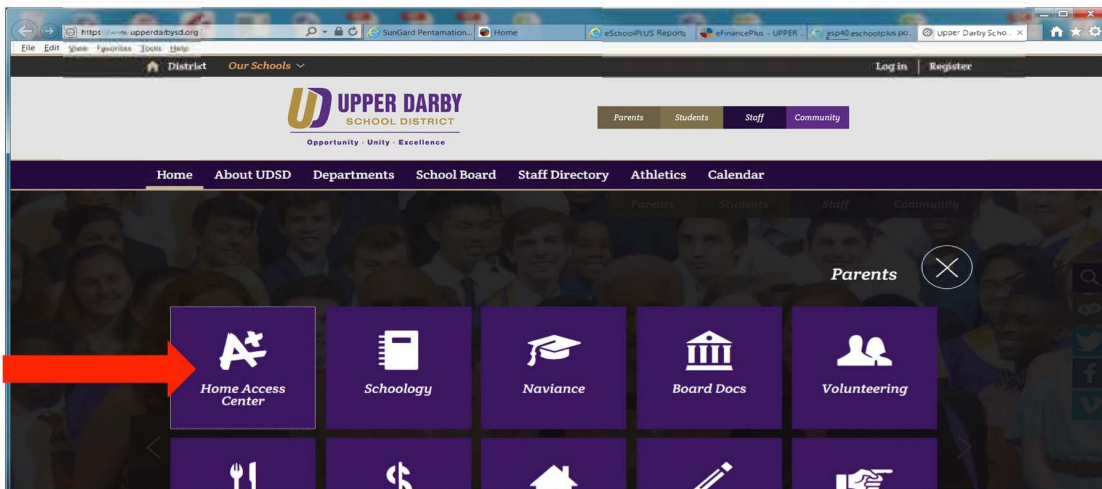 https://www.upperdarbysd.org
SunGard Pentamation...
Home
eSchoolPLUS Reports
eFinancePlus - UPPER ...
esp40.eschoolplus.po...
Upper Darby Scho...
File Edit View Favorites Tools Help
District Our Schools
Log in Register
UD UPPER DARBY
SCHOOL DISTRICT
Opportunity · Unity · Excellence
Parents Students Staff Community
Home About UDSD Departments School Board Staff Directory Athletics Calendar
Parents Students Staff Community
Parents
A+
Home Access
Center
Schoology
Naviance
Board Docs
Volunteering